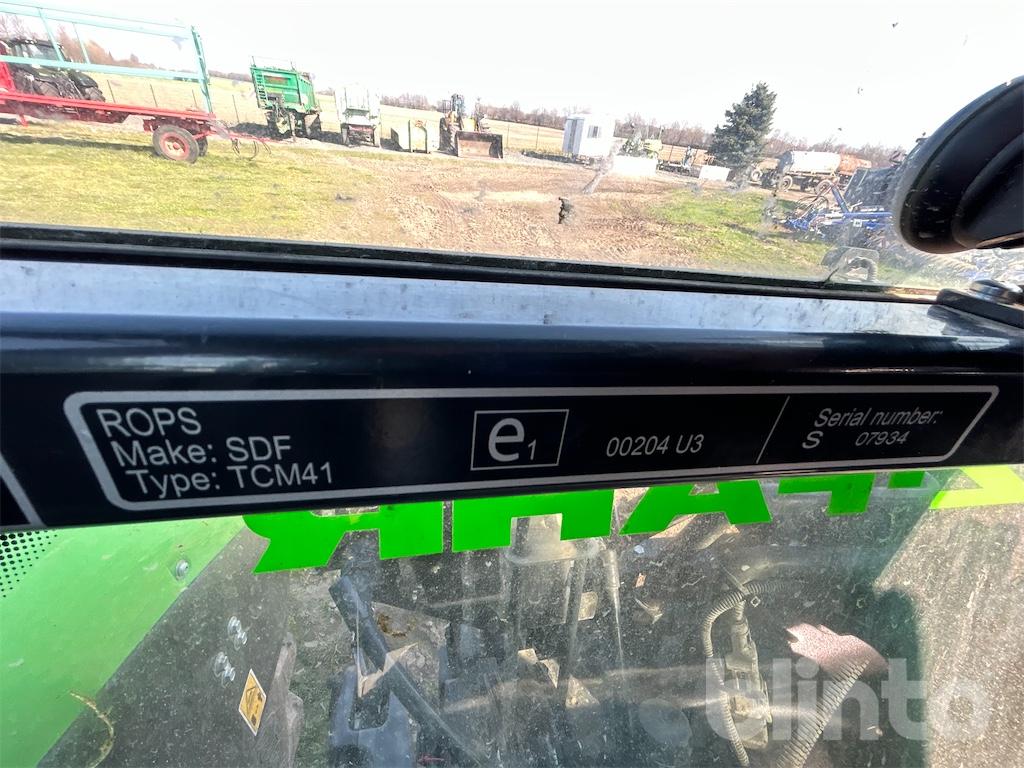 ROPS
Make: SDF
Type: TCM41
e1
00204 U3
Serial number:
S 07934
blinto